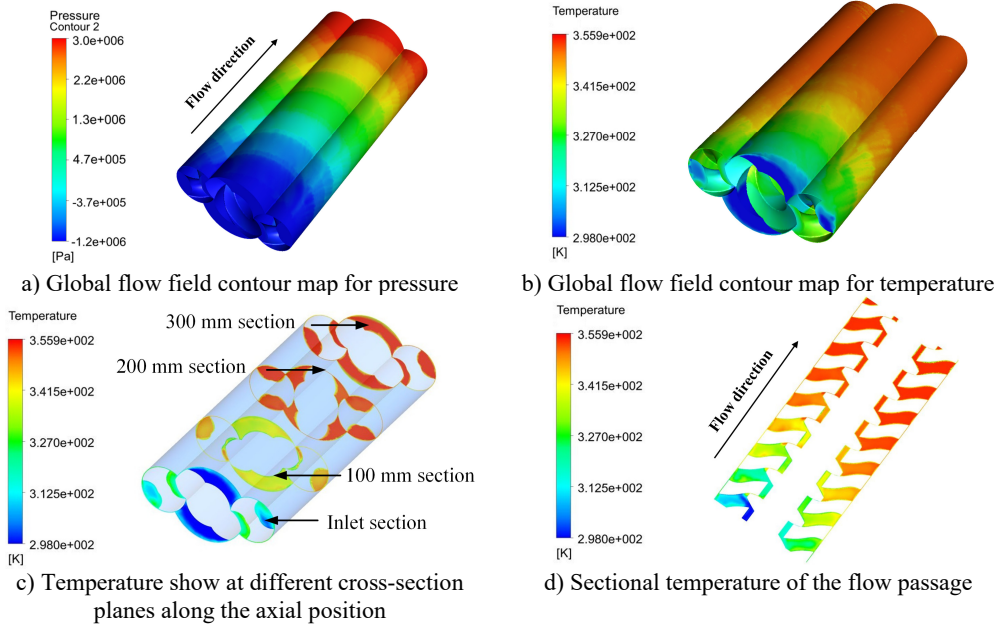 Pressure
Contour 2
3.0e+006
2.2e+006
1.3e+006
4.7e+005
-3.7e+005
-1.2e+006
[Pa]
Flow direction
a) Global flow field contour map for pressure
Temperature
3.559e+002
3.415e+002
3.270e+002
3.125e+002
2.980e+002
[K]
b) Global flow field contour map for temperature
Temperature
3.559e+002
3.415e+002
3.270e+002
3.125e+002
2.980e+002
[K]
300 mm section
200 mm section
100 mm section
Inlet section
c) Temperature show at different cross-section
planes along the axial position
Temperature
3.559e+002
3.415e+002
3.270e+002
3.125e+002
2.980e+002
[K]
Flow direction
d) Sectional temperature of the flow passage